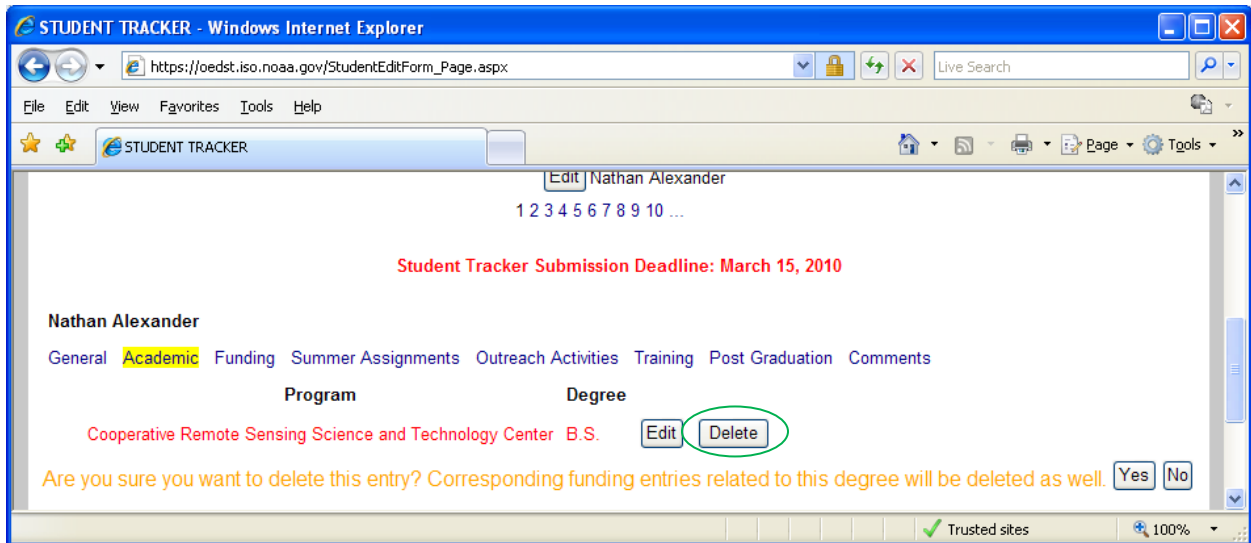 STUDENT TRACKER - Windows Internet Explorer
https://oedst.iso.noaa.gov/StudentEditForm_Page.aspx Live Search
File Edit View Favorites Tools Help
STUDENT TRACKER Page Tools »
Edit Nathan Alexander
1 2 3 4 5 6 7 8 9 10 ...
Student Tracker Submission Deadline: March 15, 2010
Nathan Alexander
General Academic Funding Summer Assignments Outreach Activities Training Post Graduation Comments
Program Degree
Cooperative Remote Sensing Science and Technology Center B.S. Edit Delete
Are you sure you want to delete this entry? Corresponding funding entries related to this degree will be deleted as well. Yes No
Trusted sites 100%